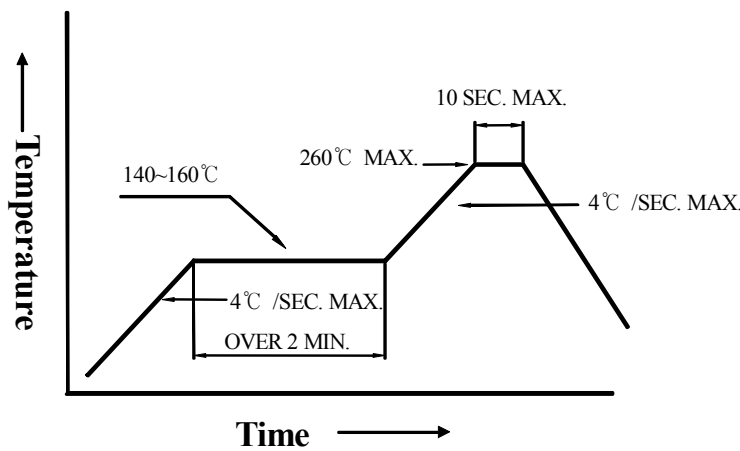 10 SEC. MAX.
260℃ MAX.
140~160℃
4℃ /SEC. MAX.
4℃ /SEC. MAX.
OVER 2 MIN.
Temperature
Time